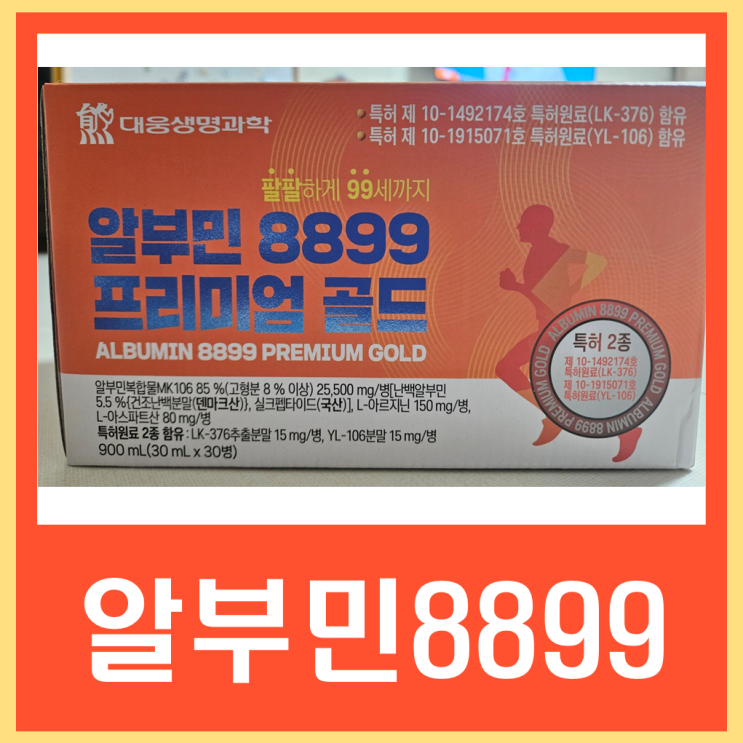 대웅생명과학
• 특허 제 10-1492174호 특허원료(LK-376) 함유
• 특허 제 10-1915071호 특허원료(YL-106) 함유
팔팔하게 99세까지
알부민 8899
프리미엄 골드
ALBUMIN 8899 PREMIUM GOLD
알부민복합물MK106 85 %(고형분 8 % 이상) 25,500 mg/병[난백알부민
5.5 %{건조난백분말(덴마크산)}, 실크펩타이드(국산)], L-아르지닌 150 mg/병,
L-아스파트산 80 mg/병
특허원료 2종 함유 : LK-376추출분말 15 mg/병, YL-106분말 15 mg/병
900 mL(30 mL x 30병)
ALBUMIN 8899 PREMIUM GOLD
특허 2종
제 10-1492174호
특허원료(LK-376)
제 10-1915071호
특허원료(YL-106)
ALBUMIN 8899 PREMIUM GOLD
알부민8899